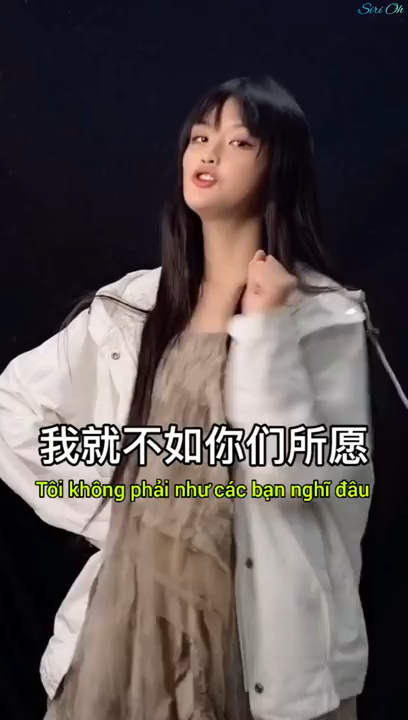 Siri Oh
我就不如你们所愿
Tôi không phải như các bạn nghĩ đâu